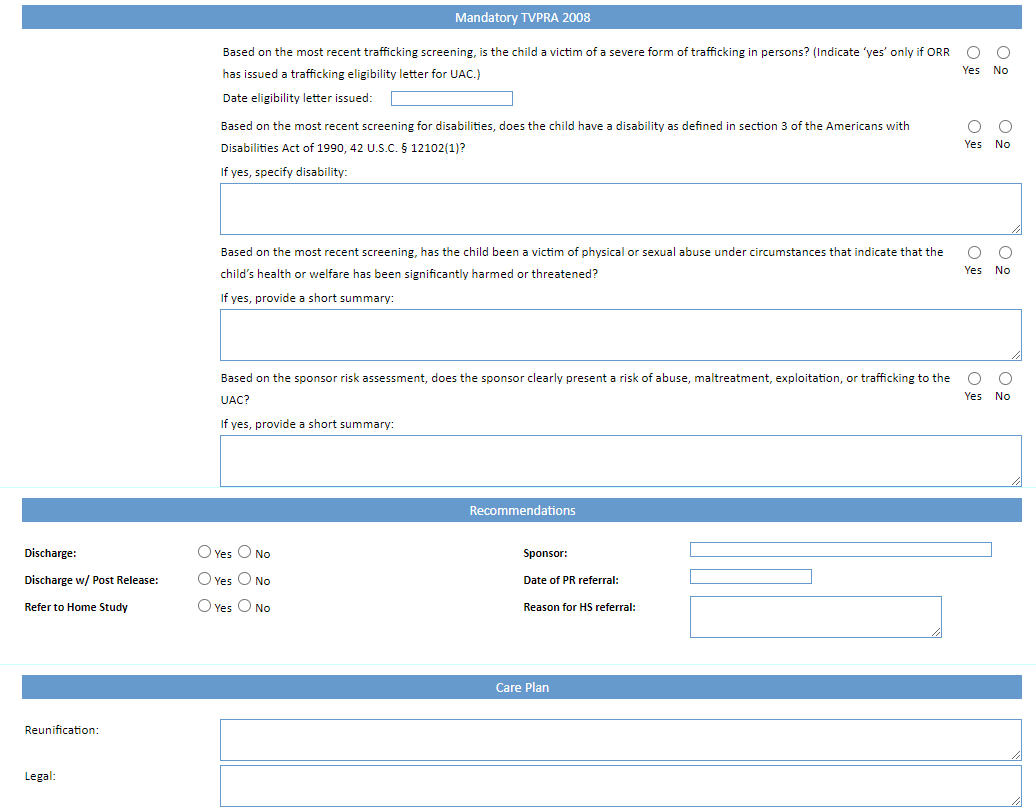 Mandatory TVPRA 2008
Based on the most recent trafficking screening, is the child a victim of a severe form of trafficking in persons? (Indicate ‘yes’ only if ORR
has issued a trafficking eligibility letter for UAC.)
Yes No
Date eligibility letter issued:
Based on the most recent screening for disabilities, does the child have a disability as defined in section 3 of the Americans with
Disabilities Act of 1990, 42 U.S.C. § 12102(1)?
Yes No
If yes, specify disability:
Based on the most recent screening, has the child been a victim of physical or sexual abuse under circumstances that indicate that the
child’s health or welfare has been significantly harmed or threatened?
Yes No
If yes, provide a short summary:
Based on the sponsor risk assessment, does the sponsor clearly present a risk of abuse, maltreatment, exploitation, or trafficking to the
UAC?
Yes No
If yes, provide a short summary:
Recommendations
Discharge: Yes No Sponsor:
Discharge w/ Post Release: Yes No Date of PR referral:
Refer to Home Study Yes No Reason for HS referral:
Care Plan
Reunification:
Legal: